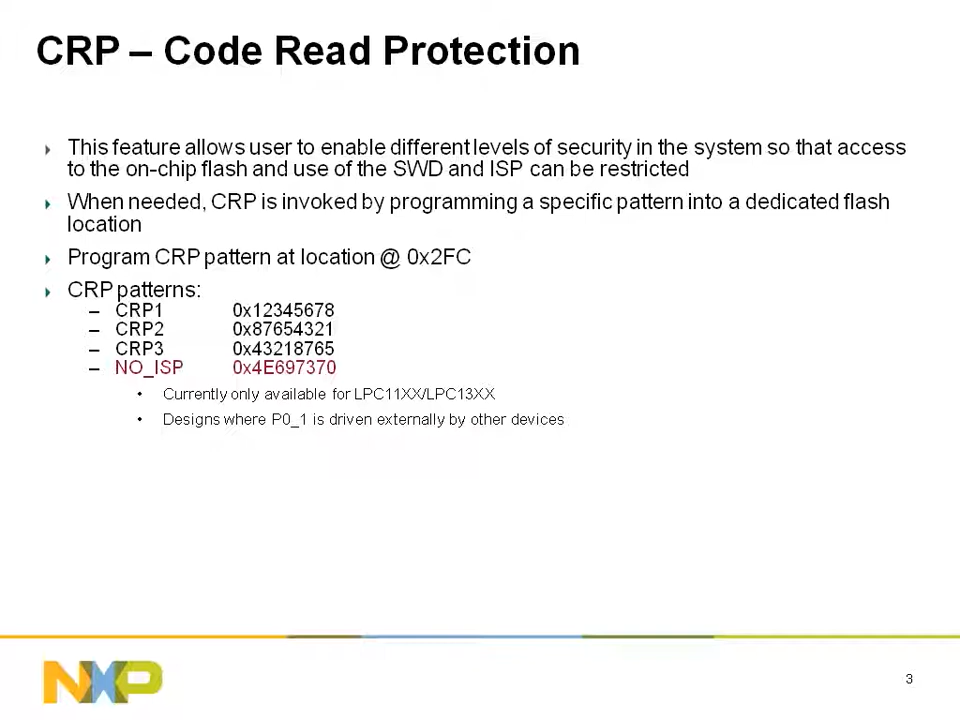 CRP – Code Read Protection
This feature allows user to enable different levels of security in the system so that access
to the on-chip flash and use of the SWD and ISP can be restricted
When needed, CRP is invoked by programming a specific pattern into a dedicated flash
location
Program CRP pattern at location @ 0x2FC
CRP patterns:
– CRP1 0x12345678
– CRP2 0x87654321
– CRP3 0x43218765
– NO_ISP 0x4E697370
• Currently only available for LPC11XX/LPC13XX
• Designs where P0_1 is driven externally by other devices
NXP
3